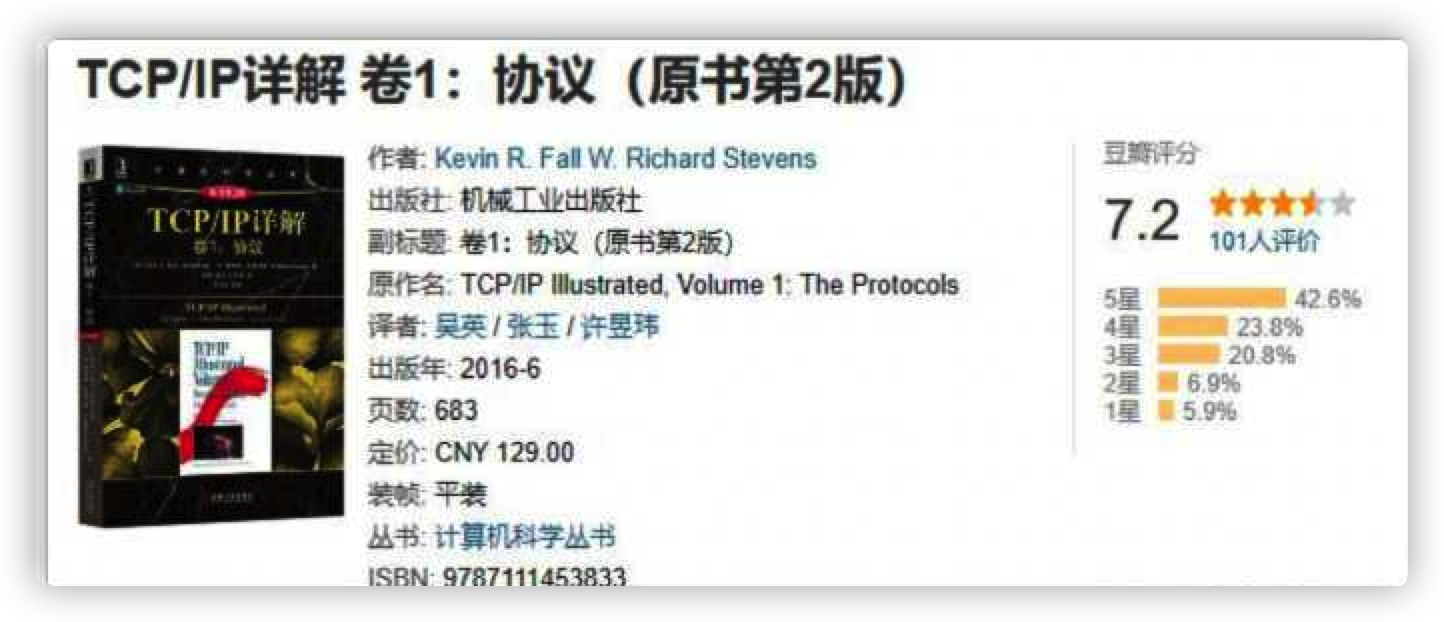 TCP/IP详解 卷1：协议（原书第2版）
TCP/IP详解
卷1：协议
TCP/IP详解
TCP/IP
Illustrated
作者: Kevin R. Fall W. Richard Stevens
出版社: 机械工业出版社
副标题: 卷1：协议（原书第2版）
原作名: TCP/IP Illustrated, Volume 1: The Protocols
译者: 吴英 / 张玉 / 许昱玮
出版年: 2016-6
页数: 683
定价: CNY 129.00
装帧: 平装
丛书: 计算机科学丛书
ISBN: 9787111453833
豆瓣评分
7.2
101人评价
5星 42.6%
4星 23.8%
3星 20.8%
2星 6.9%
1星 5.9%